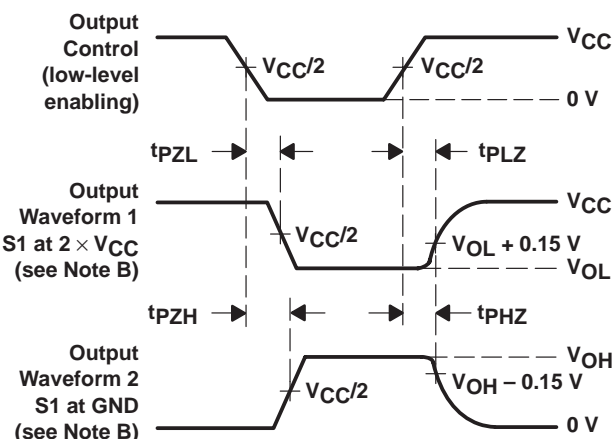 Output
Control
(low-level
enabling)
VCC/2
VCC/2
VCC
0 V
tPZL
tPLZ
Output
Waveform 1
S1 at 2 × VCC
(see Note B)
VCC/2
VCC
VOL + 0.15 V
VOL
tPZH
tPHZ
Output
Waveform 2
S1 at GND
(see Note B)
VCC/2
VOH
VOH – 0.15 V
0 V